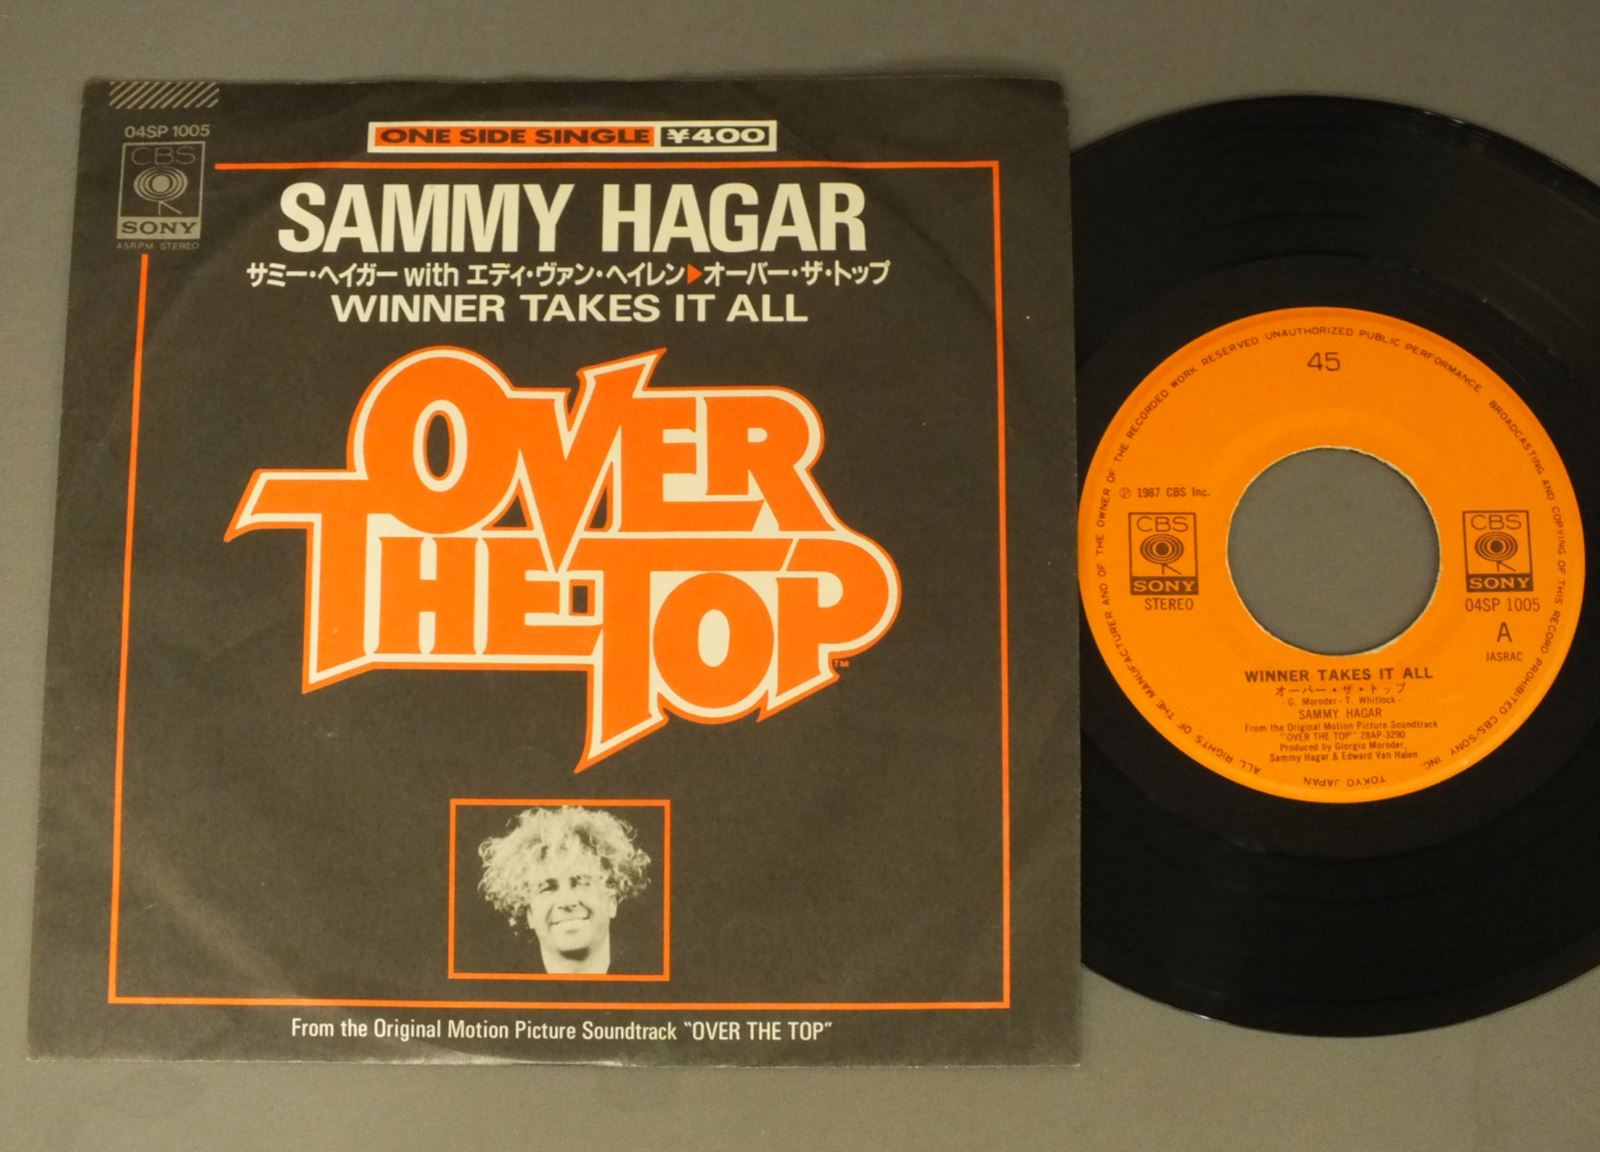 04SP 1005
CBS
SONY
45RPM STEREO
ONE SIDE SINGLE ¥400
SAMMY HAGAR
サミー・ヘイガー with エディ・ヴァン・ヘイレン▶オーバー・ザ・トップ
WINNER TAKES IT ALL
OVER
THE·TOP
TM
From the Original Motion Picture Soundtrack "OVER THE TOP"
ALL RIGHTS OF THE MANUFACTURER AND OF THE OWNER OF THE RECORDED WORK RESERVED UNAUTHORIZED PUBLIC PERFORMANCE BROADCASTING AND COPYING OF THIS RECORD PROHIBITED CBS/SONY INC. TOKYO JAPAN
45
℗ 1987 CBS Inc.
CBS
SONY
STEREO
CBS
SONY
04SP 1005
A
JASRAC
WINNER TAKES IT ALL
オーバー・ザ・トップ
- G. Moroder - T. Whitlock -
SAMMY HAGAR
From the Original Motion Picture Soundtrack
"OVER THE TOP" 28AP-3290
Produced by Giorgio Moroder,
Sammy Hagar & Edward Van Halen